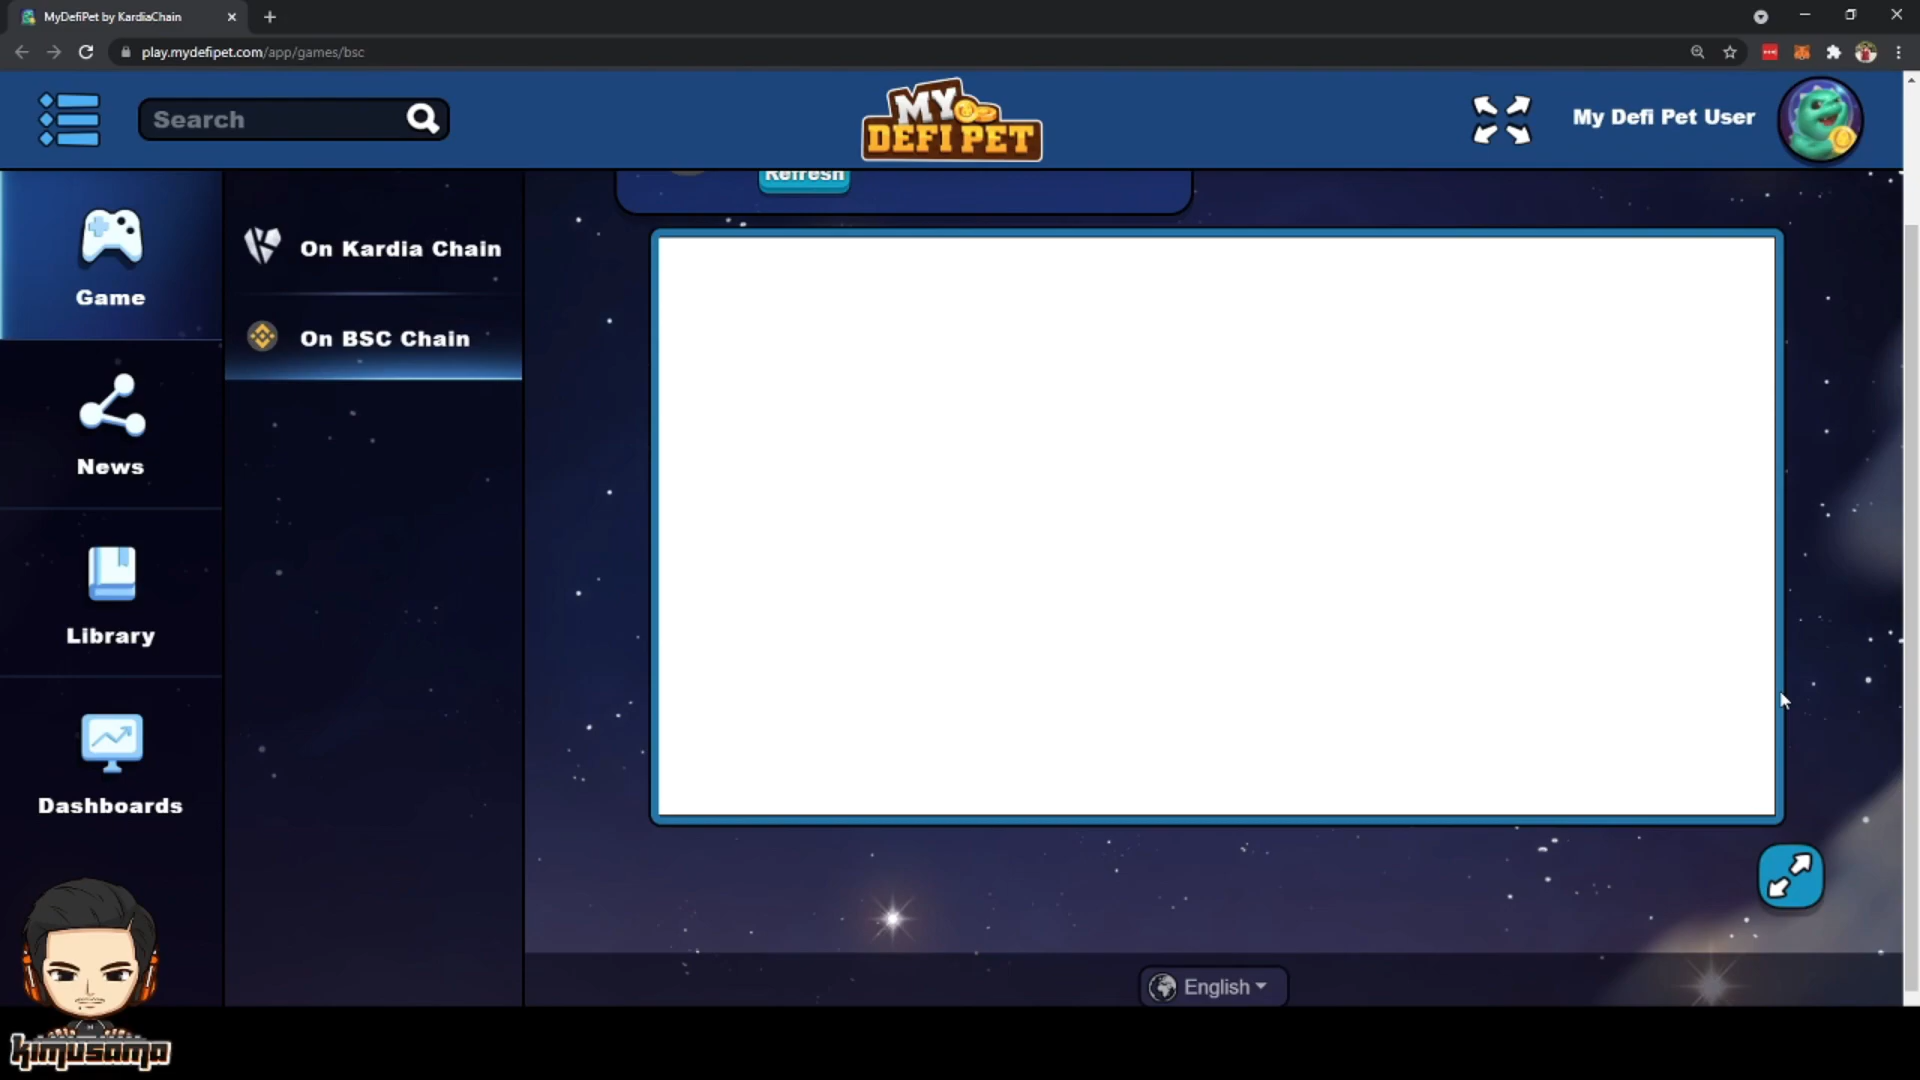 MyDefiPet by KardiaChain
play.mydefipet.com/app/games/bsc
Search
MY
DEFI PET
My Defi Pet User
Refresh
Game
On Kardia Chain
On BSC Chain
News
Library
Dashboards
English
kimusama